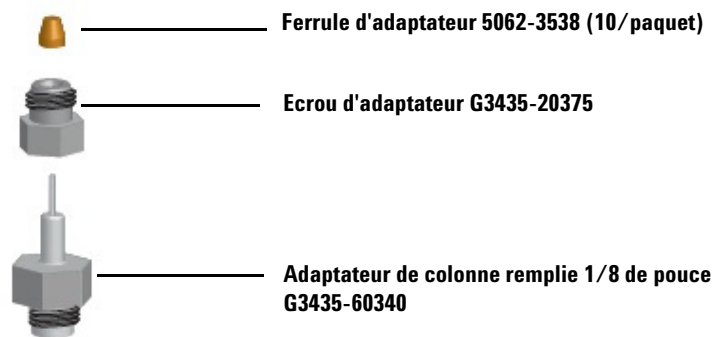 Ferrule d'adaptateur 5062-3538 (10/paquet)
Ecrou d'adaptateur G3435-20375
Adaptateur de colonne remplie 1/8 de pouce
G3435-60340